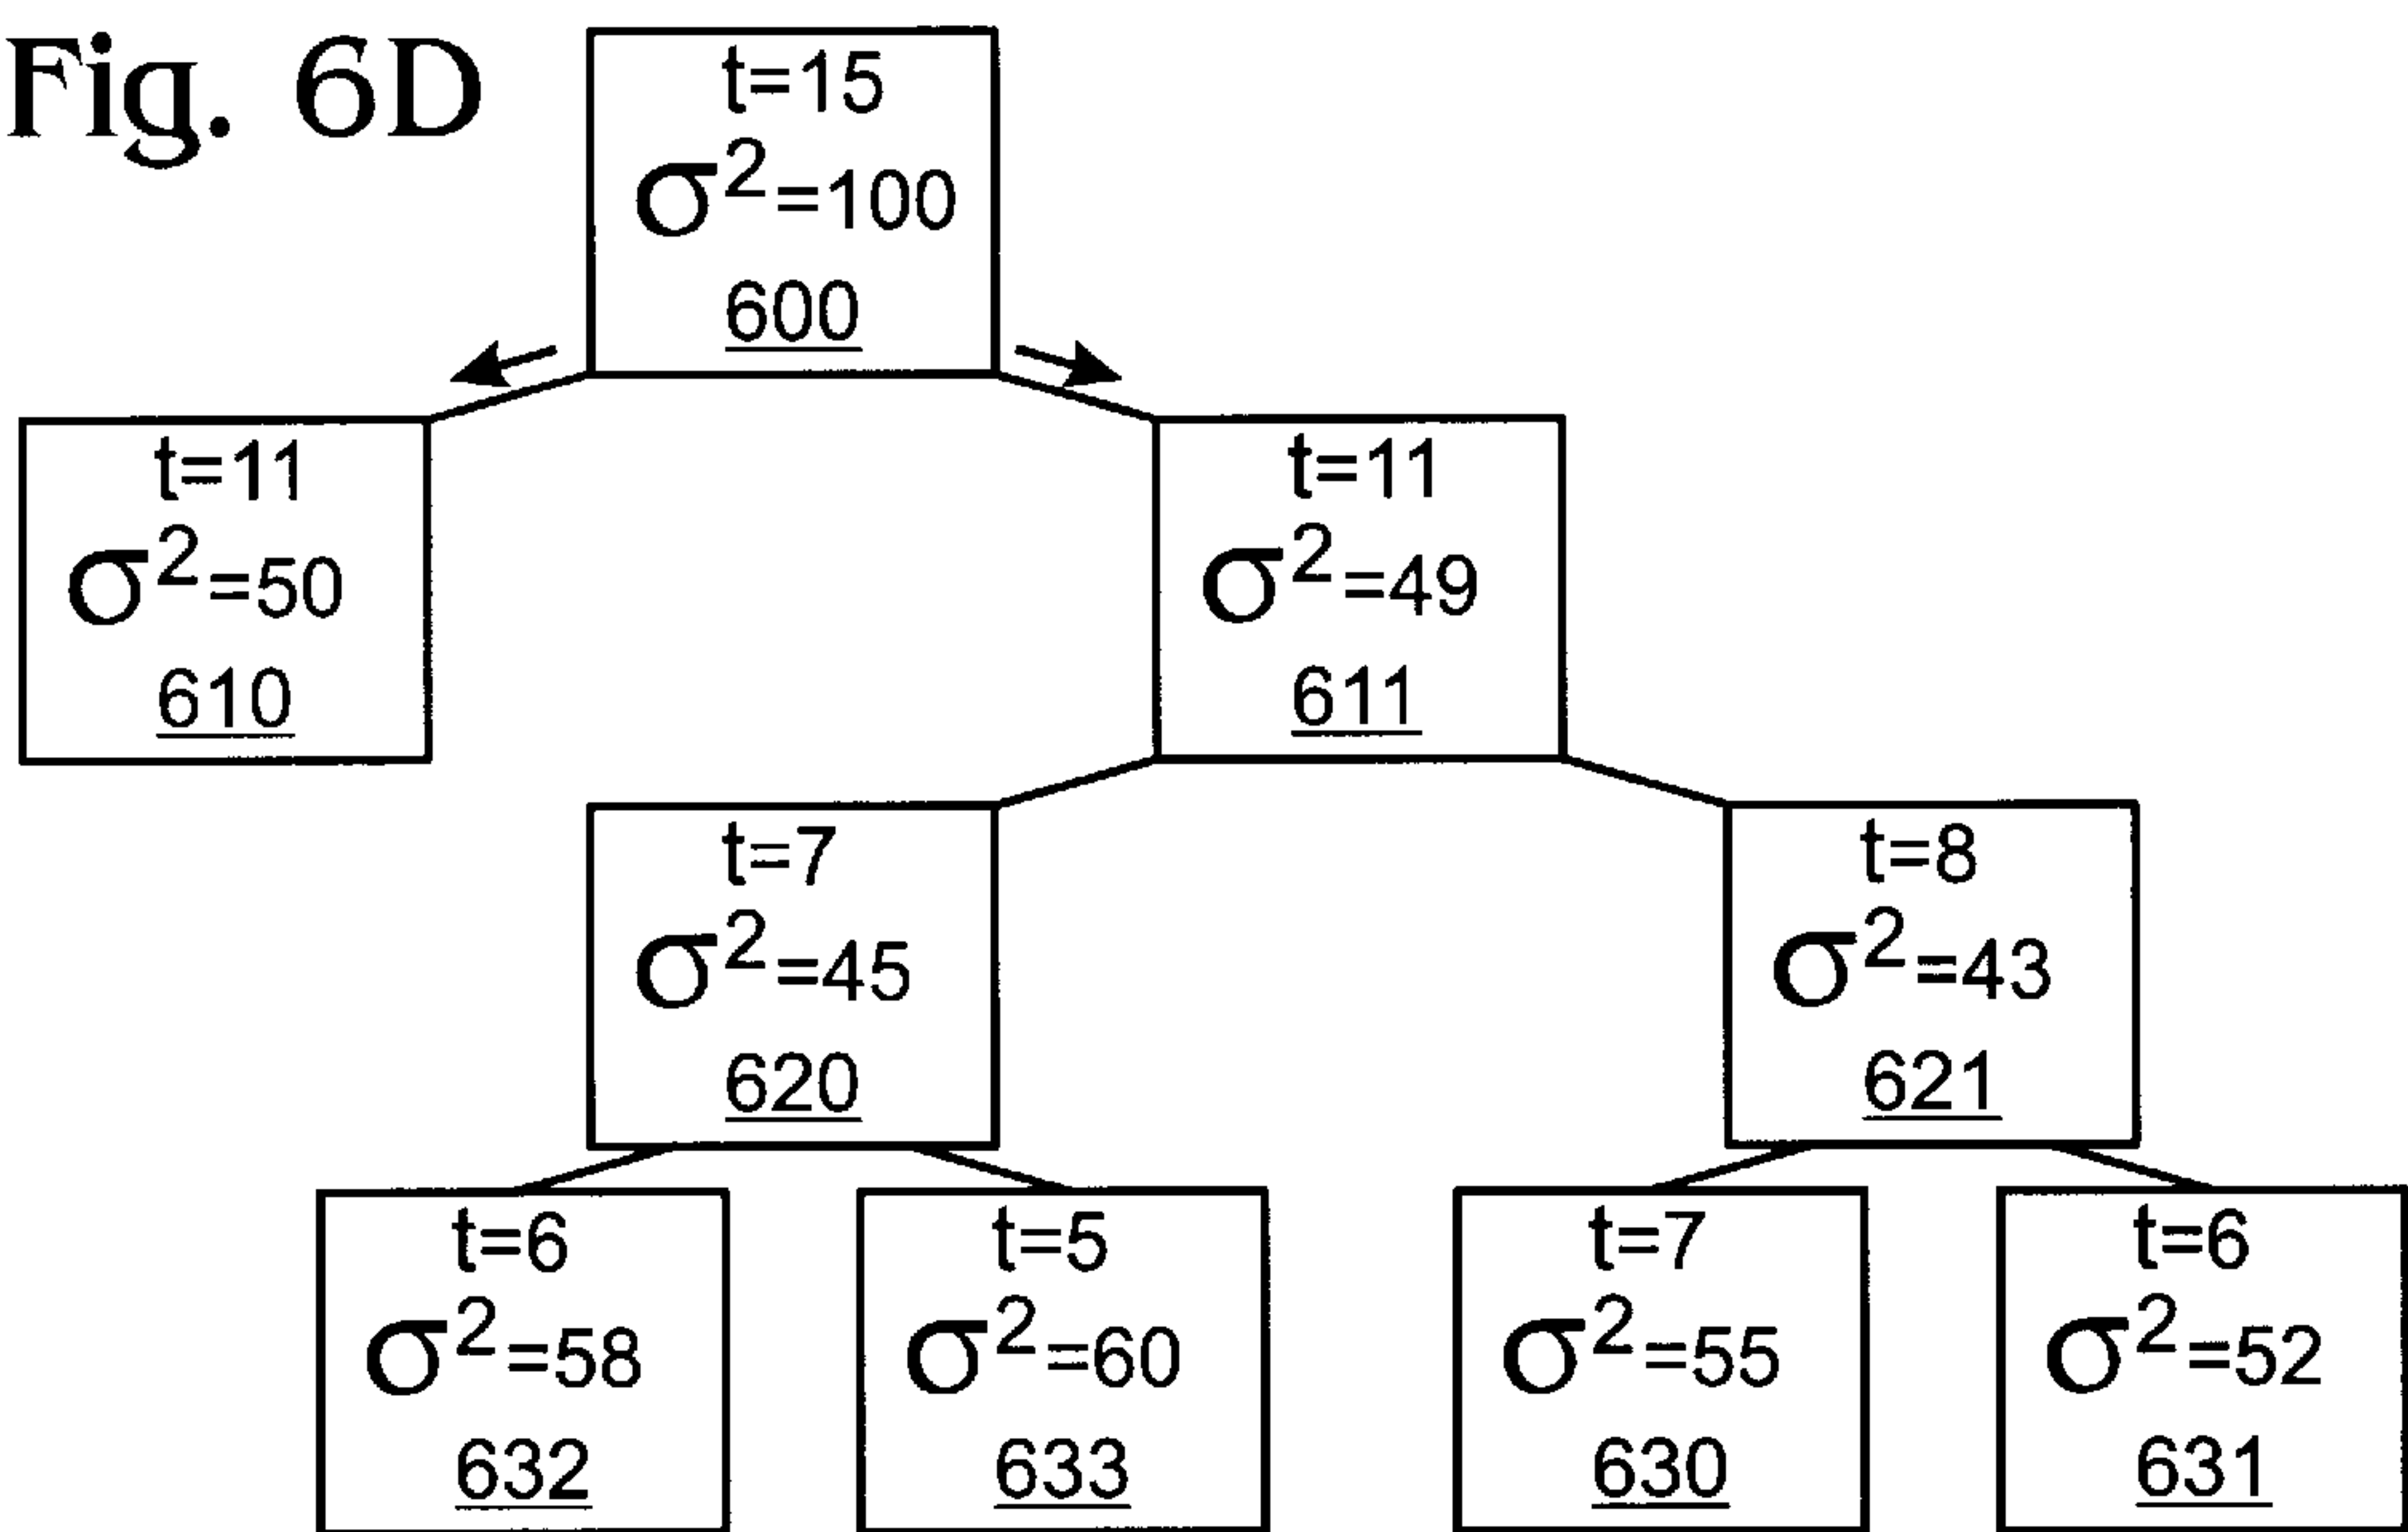 Fig. 6D
t=15
σ²=100
600
t=11
σ²=50
610
t=11
σ²=49
611
t=7
σ²=45
620
t=8
σ²=43
621
t=6
σ²=58
632
t=5
σ²=60
633
t=7
σ²=55
630
t=6
σ²=52
631